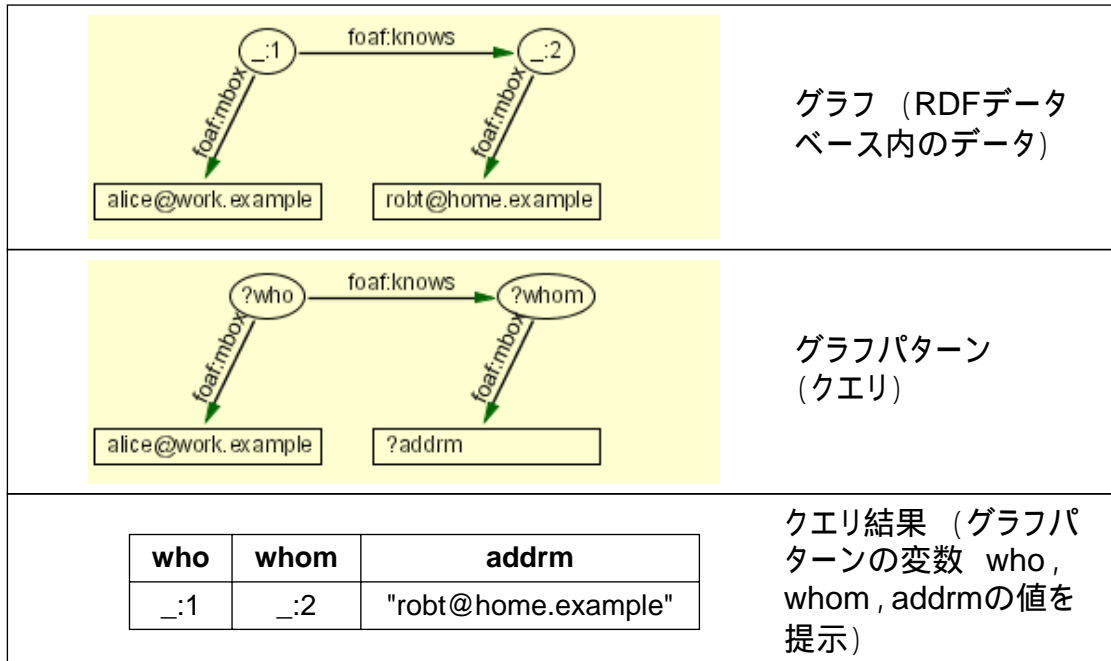 foaf:knows
_:1
_:2
foaf:mbox
foaf:mbox
alice@work.example
robt@home.example
グラフ (RDFデータ
ベース内のデータ)
foaf:knows
?who
?whom
foaf:mbox
foaf:mbox
alice@work.example
?addrm
グラフパターン
(クエリ)
who whom addrm
_:1 _:2 "robt@home.example"
クエリ結果 (グラフパ
ターンの変数 who,
whom,addrmの値を
提示)